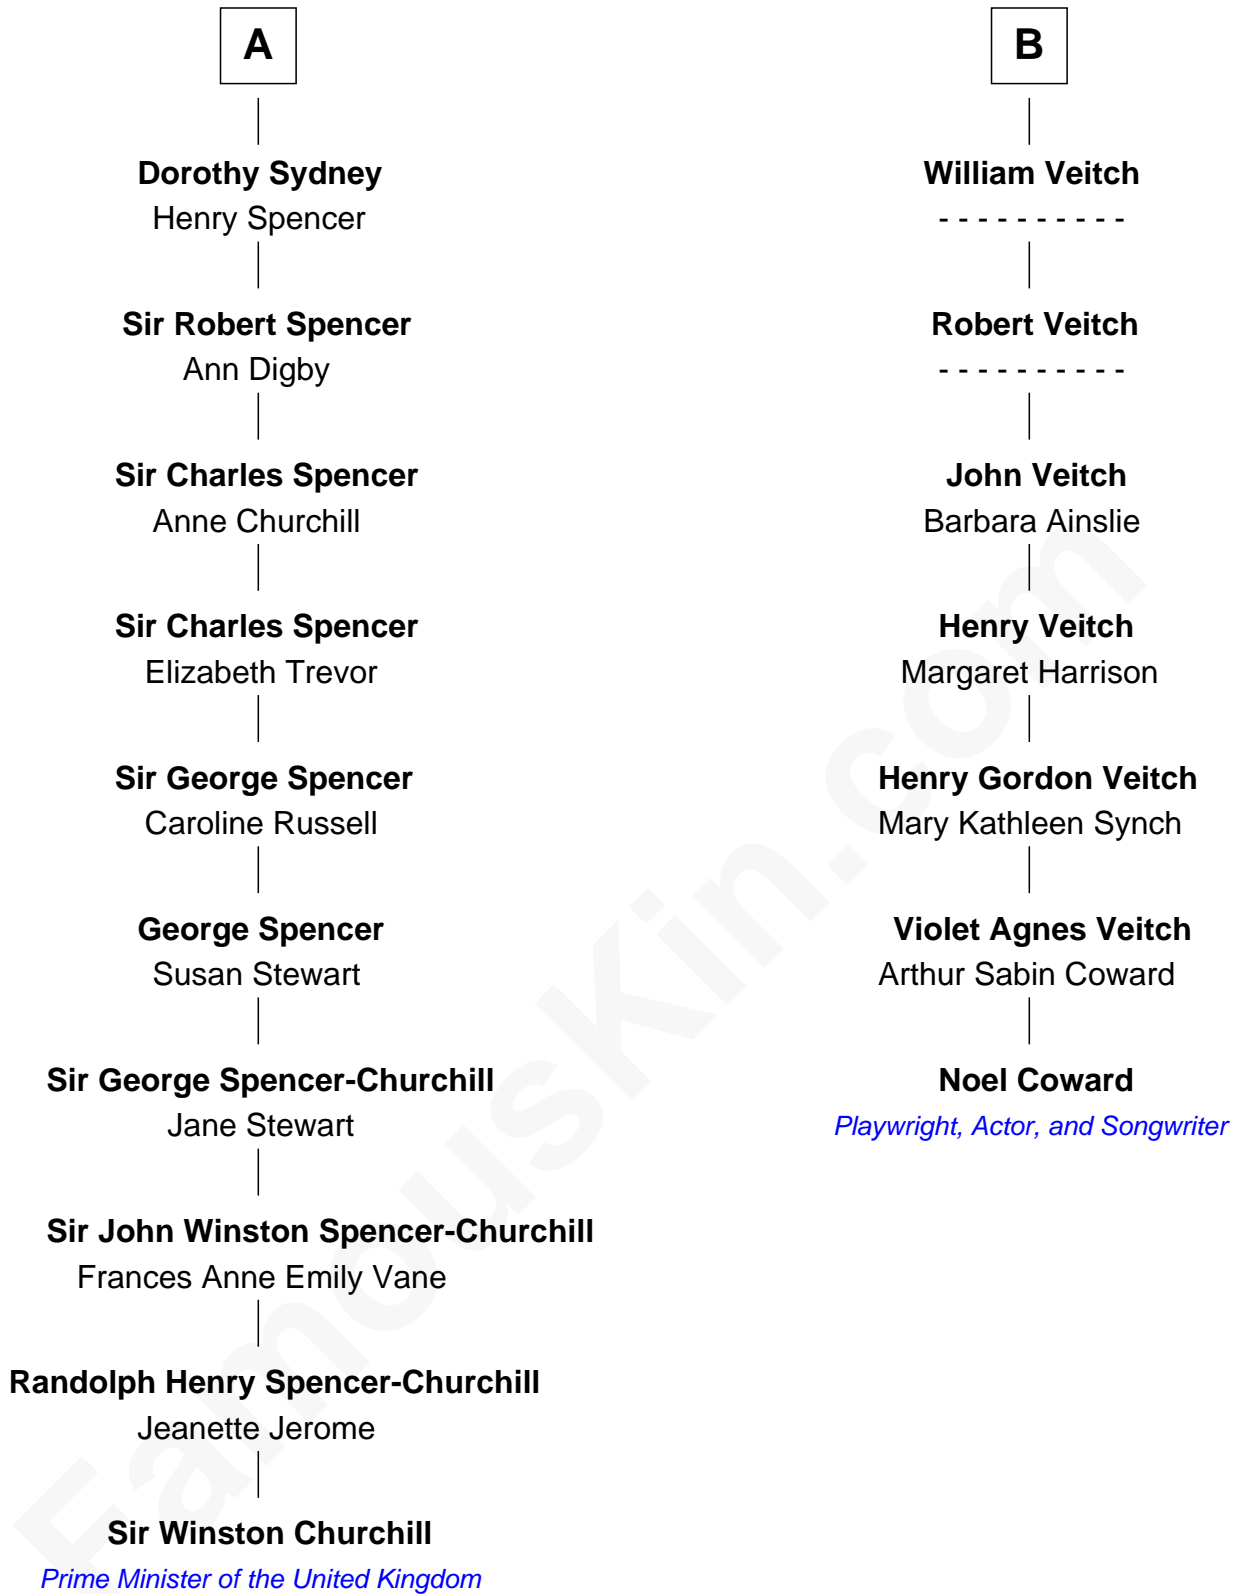 A
Dorothy Sydney
Henry Spencer
Sir Robert Spencer
Ann Digby
Sir Charles Spencer
Anne Churchill
Sir Charles Spencer
Elizabeth Trevor
Sir George Spencer
Caroline Russell
George Spencer
Susan Stewart
Sir George Spencer-Churchill
Jane Stewart
Sir John Winston Spencer-Churchill
Frances Anne Emily Vane
Randolph Henry Spencer-Churchill
Jeanette Jerome
Sir Winston Churchill
Prime Minister of the United Kingdom
B
William Veitch
- - - - - - - - - -
Robert Veitch
- - - - - - - - - -
John Veitch
Barbara Ainslie
Henry Veitch
Margaret Harrison
Henry Gordon Veitch
Mary Kathleen Synch
Violet Agnes Veitch
Arthur Sabin Coward
Noel Coward
Playwright, Actor, and Songwriter
FamousKin.com